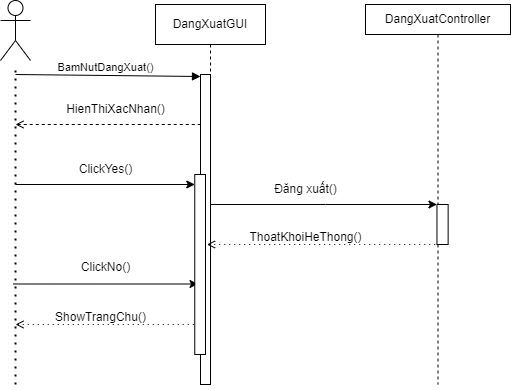 DangXuatGUI
DangXuatController
BamNutDangXuat()
HienThiXacNhan()
ClickYes()
Đăng xuất()
ThoatKhoiHeThong()
ClickNo()
ShowTrangChu()